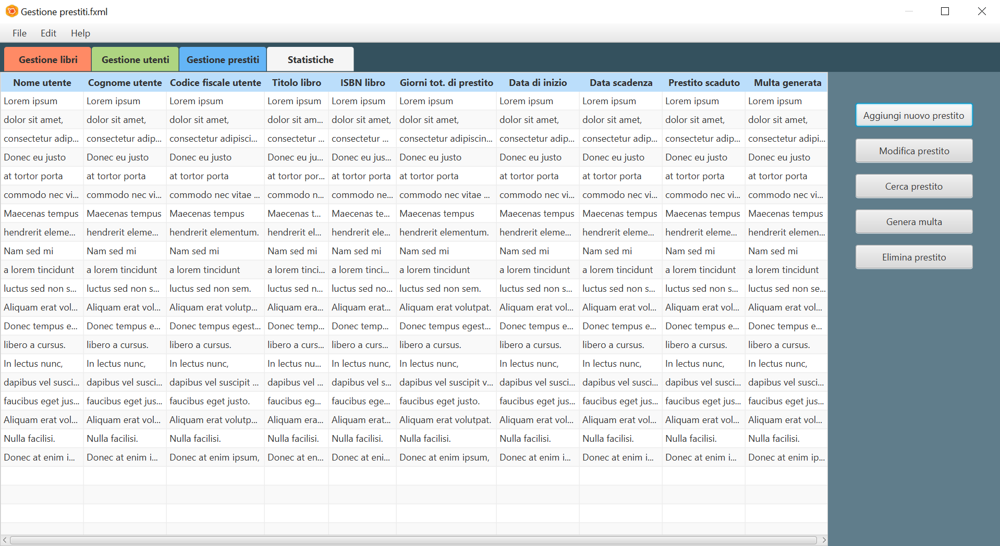 Gestione prestiti.fxml
File Edit Help
Gestione libri Gestione utenti Gestione prestiti Statistiche
Nome utente Cognome utente Codice fiscale utente Titolo libro ISBN libro Giorni tot. di prestito Data di inizio Data scadenza Prestito scaduto Multa generata
Lorem ipsum Lorem ipsum Lorem ipsum Lorem ipsum Lorem ipsum Lorem ipsum Lorem ipsum Lorem ipsum Lorem ipsum Lorem ipsum
dolor sit amet, dolor sit amet, dolor sit amet, dolor sit am... dolor sit amet, dolor sit amet, dolor sit amet, dolor sit amet, dolor sit amet, dolor sit amet,
consectetur adip... consectetur adip... consectetur adipisci... consectetur ... consectetur ... consectetur adipiscin... consectetur adip... consectetur adip... consectetur adip... consectetur adipi...
Donec eu justo Donec eu justo Donec eu justo Donec eu ju... Donec eu jus... Donec eu justo Donec eu justo Donec eu justo Donec eu justo Donec eu justo
at tortor porta at tortor porta at tortor porta at tortor por... at tortor porta at tortor porta at tortor porta at tortor porta at tortor porta at tortor porta
commodo nec vi... commodo nec vi... commodo nec vitae ... commodo n... commodo ne... commodo nec vitae ... commodo nec vi... commodo nec vi... commodo nec vi... commodo nec vi...
Maecenas tempus Maecenas tempus Maecenas tempus Maecenas t... Maecenas te... Maecenas tempus Maecenas tempus Maecenas tempus Maecenas tempus Maecenas tempus
hendrerit eleme... hendrerit eleme... hendrerit elementum. hendrerit el... hendrerit ele... hendrerit elementum. hendrerit eleme... hendrerit eleme... hendrerit eleme... hendrerit elemen...
Nam sed mi Nam sed mi Nam sed mi Nam sed mi Nam sed mi Nam sed mi Nam sed mi Nam sed mi Nam sed mi Nam sed mi
a lorem tincidunt a lorem tincidunt a lorem tincidunt a lorem tinci... a lorem tinci... a lorem tincidunt a lorem tincidunt a lorem tincidunt a lorem tincidunt a lorem tincidunt
luctus sed non s... luctus sed non s... luctus sed non sem. luctus sed n... luctus sed no... luctus sed non sem. luctus sed non s... luctus sed non s... luctus sed non s... luctus sed non se...
Aliquam erat vol... Aliquam erat vol... Aliquam erat volutp... Aliquam era... Aliquam erat... Aliquam erat volutpat. Aliquam erat vol... Aliquam erat vol... Aliquam erat vol... Aliquam erat vol...
Donec tempus e... Donec tempus e... Donec tempus egest... Donec temp... Donec temp... Donec tempus egest... Donec tempus e... Donec tempus e... Donec tempus e... Donec tempus e...
libero a cursus. libero a cursus. libero a cursus. libero a curs... libero a curs... libero a cursus. libero a cursus. libero a cursus. libero a cursus. libero a cursus.
In lectus nunc, In lectus nunc, In lectus nunc, In lectus nu... In lectus nunc, In lectus nunc, In lectus nunc, In lectus nunc, In lectus nunc, In lectus nunc,
dapibus vel susci... dapibus vel susci... dapibus vel suscipit ... dapibus vel ... dapibus vel s... dapibus vel suscipit v... dapibus vel susci... dapibus vel susci... dapibus vel susci... dapibus vel susci...
faucibus eget jus... faucibus eget jus... faucibus eget justo. faucibus eg... faucibus ege... faucibus eget justo. faucibus eget jus... faucibus eget jus... faucibus eget jus... faucibus eget jus...
Aliquam erat vol... Aliquam erat vol... Aliquam erat volutp... Aliquam era... Aliquam erat... Aliquam erat volutpat. Aliquam erat vol... Aliquam erat vol... Aliquam erat vol... Aliquam erat vol...
Nulla facilisi. Nulla facilisi. Nulla facilisi. Nulla facilisi. Nulla facilisi. Nulla facilisi. Nulla facilisi. Nulla facilisi. Nulla facilisi. Nulla facilisi.
Donec at enim i... Donec at enim i... Donec at enim ipsum, Donec at en... Donec at eni... Donec at enim ipsum, Donec at enim i... Donec at enim i... Donec at enim i... Donec at enim ip...
Aggiungi nuovo prestito
Modifica prestito
Cerca prestito
Genera multa
Elimina prestito